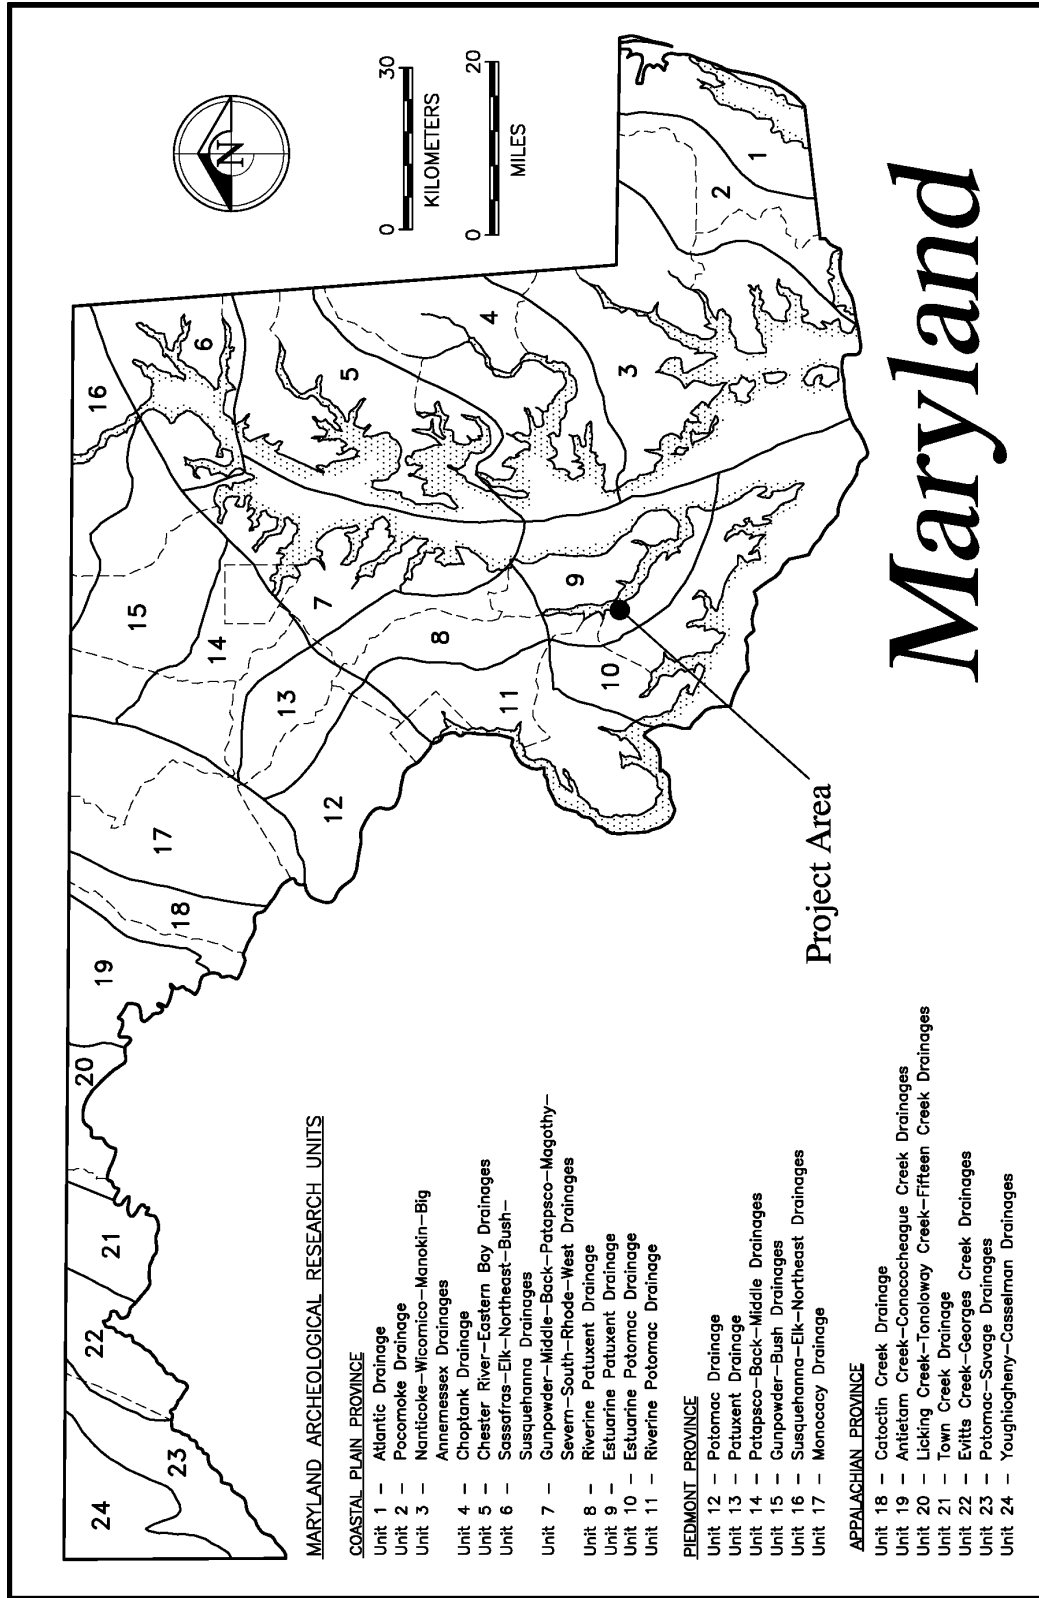 MARYLAND ARCHEOLOGICAL RESEARCH UNITS
COASTAL PLAIN PROVINCE
Unit 1 – Atlantic Drainage
Unit 2 – Pocomoke Drainage
Unit 3 – Nanticoke–Wicomico–Manokin–Big
Annemessex Drainages
Unit 4 – Choptank Drainage
Unit 5 – Chester River–Eastern Bay Drainages
Unit 6 – Sassafras–Elk–Northeast–Bush–
Susquehanna Drainages
Unit 7 – Gunpowder–Middle–Back–Patapsco–Magothy–
Severn–South–Rhode–West Drainages
Unit 8 – Riverine Patuxent Drainage
Unit 9 – Estuarine Patuxent Drainage
Unit 10 – Estuarine Potomac Drainage
Unit 11 – Riverine Potomac Drainage
PIEDMONT PROVINCE
Unit 12 – Potomac Drainage
Unit 13 – Patuxent Drainage
Unit 14 – Patapsco–Back–Middle Drainages
Unit 15 – Gunpowder–Bush Drainages
Unit 16 – Susquehanna–Elk–Northeast Drainages
Unit 17 – Monocacy Drainage
APPALACHIAN PROVINCE
Unit 18 – Catoctin Creek Drainage
Unit 19 – Antietam Creek–Conococheague Creek Drainages
Unit 20 – Licking Creek–Tonoloway Creek–Fifteen Creek Drainages
Unit 21 – Town Creek Drainage
Unit 22 – Evitts Creek–Georges Creek Drainages
Unit 23 – Potomac–Savage Drainages
Unit 24 – Youghiogheny–Casselman Drainages
24
23
22
21
20
19
18
17
12
13
14
15
16
7
8
11
10
9
6
5
4
3
2
1
N
0 30
KILOMETERS
0 20
MILES
Project Area
Maryland